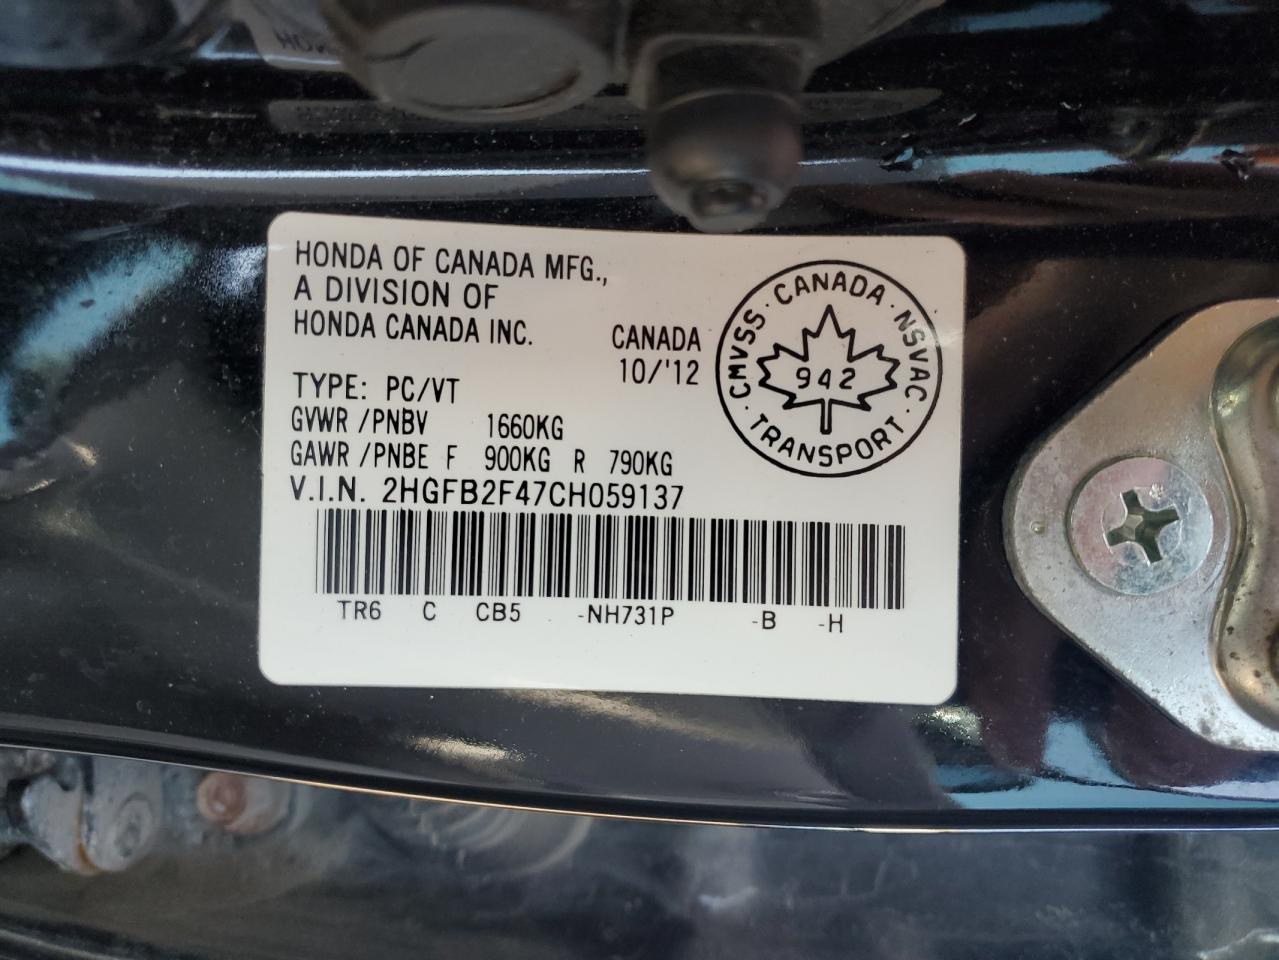 HONDA OF CANADA MFG.,
A DIVISION OF
HONDA CANADA INC.
CANADA
10/'12
TYPE: PC/VT
GVWR /PNBV 1660KG
GAWR /PNBE F 900KG R 790KG
V.I.N. 2HGFB2F47CH059137
TR6 C CB5 -NH731P -B -H
CMVSS · CANADA · NSVAC · TRANSPORT ·
942